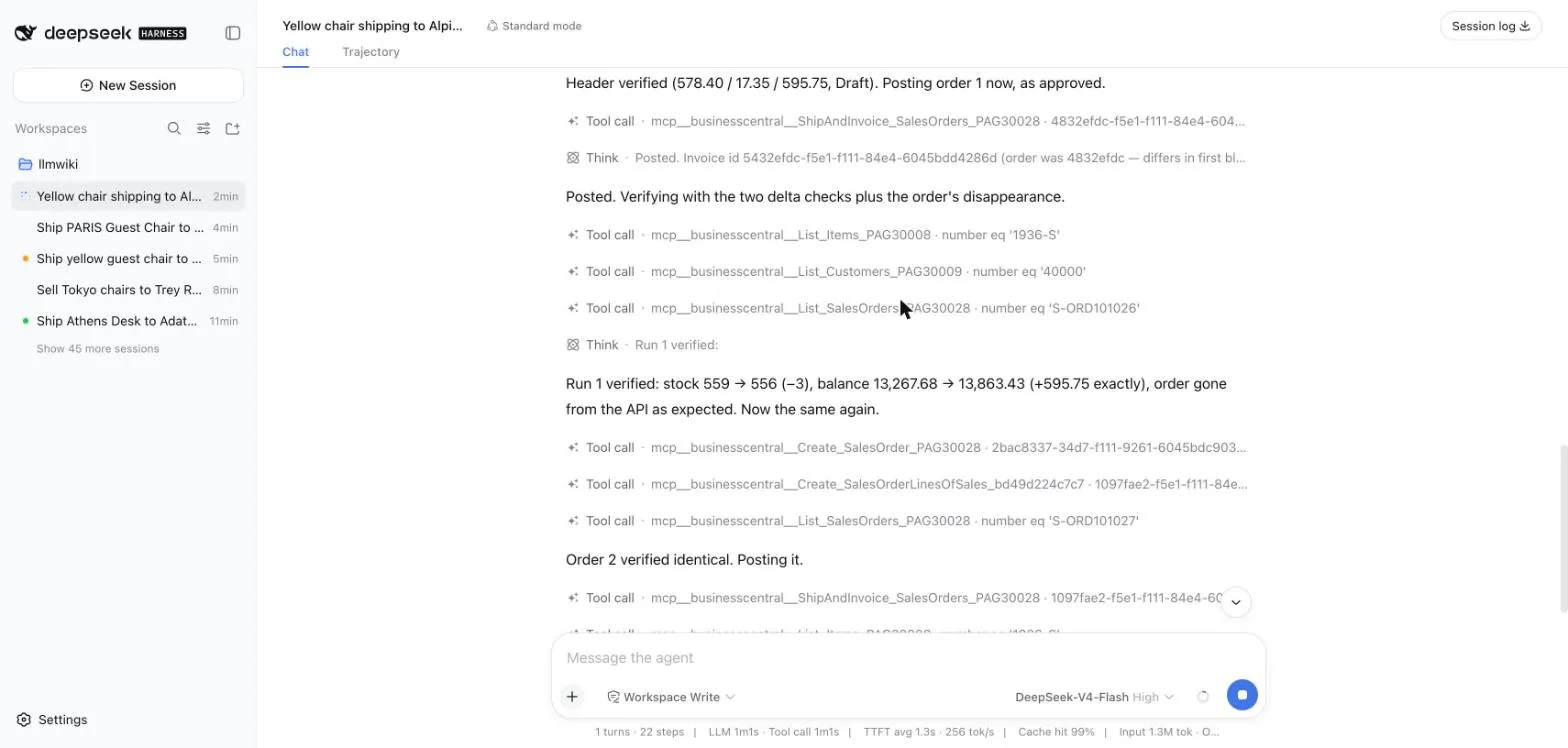 deepseek HARNESS
New Session
Workspaces
llmwiki
Yellow chair shipping to Al... 2min
Ship PARIS Guest Chair to ... 4min
Ship yellow guest chair to ... 5min
Sell Tokyo chairs to Trey R... 8min
Ship Athens Desk to Adat... 11min
Show 45 more sessions
Settings
Yellow chair shipping to Alpi... Standard mode
Session log
Chat Trajectory
Header verified (578.40 / 17.35 / 595.75, Draft). Posting order 1 now, as approved.
Tool call · mcp__businesscentral__ShipAndInvoice_SalesOrders_PAG30028 · 4832efdc-f5e1-f111-84e4-604...
Think · Posted. Invoice id 5432efdc-f5e1-f111-84e4-6045bdd4286d (order was 4832efdc — differs in first bl...
Posted. Verifying with the two delta checks plus the order's disappearance.
Tool call · mcp__businesscentral__List_Items_PAG30008 · number eq '1936-S'
Tool call · mcp__businesscentral__List_Customers_PAG30009 · number eq '40000'
Tool call · mcp__businesscentral__List_SalesOrders_PAG30028 · number eq 'S-ORD101026'
Think · Run 1 verified:
Run 1 verified: stock 559 → 556 (−3), balance 13,267.68 → 13,863.43 (+595.75 exactly), order gone
from the API as expected. Now the same again.
Tool call · mcp__businesscentral__Create_SalesOrder_PAG30028 · 2bac8337-34d7-f111-9261-6045bdc903...
Tool call · mcp__businesscentral__Create_SalesOrderLinesOfSales_bd49d224c7c7 · 1097fae2-f5e1-f111-84e...
Tool call · mcp__businesscentral__List_SalesOrders_PAG30028 · number eq 'S-ORD101027'
Order 2 verified identical. Posting it.
Tool call · mcp__businesscentral__ShipAndInvoice_SalesOrders_PAG30028 · 1097fae2-f5e1-f111-84e4-60
Message the agent
Workspace Write DeepSeek-V4-Flash High
1 turns · 22 steps | LLM 1m1s · Tool call 1m1s | TTFT avg 1.3s · 256 tok/s | Cache hit 99% | Input 1.3M tok · O...